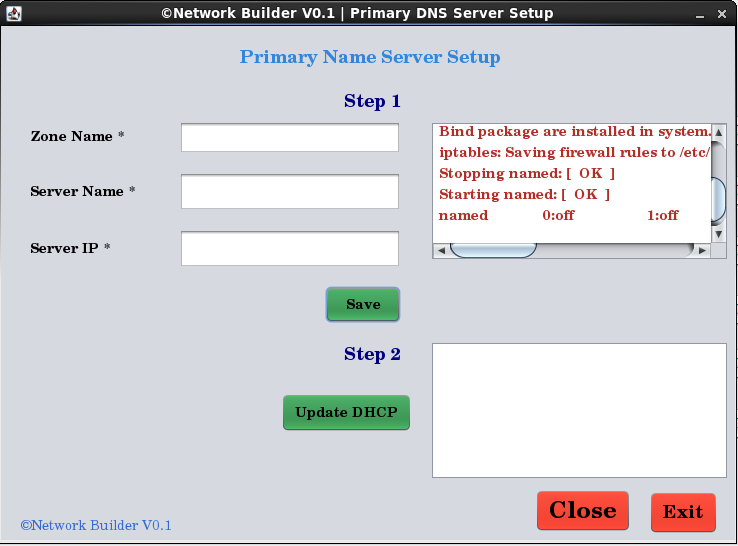 ©Network Builder V0.1 | Primary DNS Server Setup
Primary Name Server Setup
Step 1
Zone Name *
Server Name *
Server IP *
Bind package are installed in system.
iptables: Saving firewall rules to /etc/
Stopping named: [ OK ]
Starting named: [ OK ]
named 0:off 1:off
Save
Step 2
Update DHCP
Close
Exit
©Network Builder V0.1